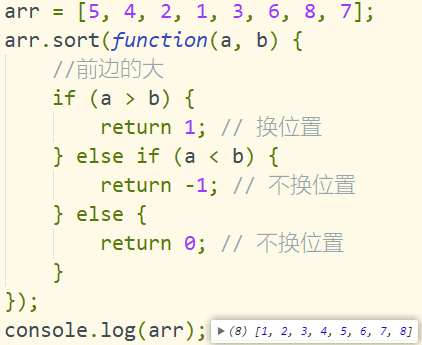 arr = [5, 4, 2, 1, 3, 6, 8, 7];
arr.sort(function(a, b) {
    //前边的大
    if (a > b) {
        return 1; // 换位置
    } else if (a < b) {
        return -1; // 不换位置
    } else {
        return 0; // 不换位置
    }
});
console.log(arr); ▶ (8) [1, 2, 3, 4, 5, 6, 7, 8]